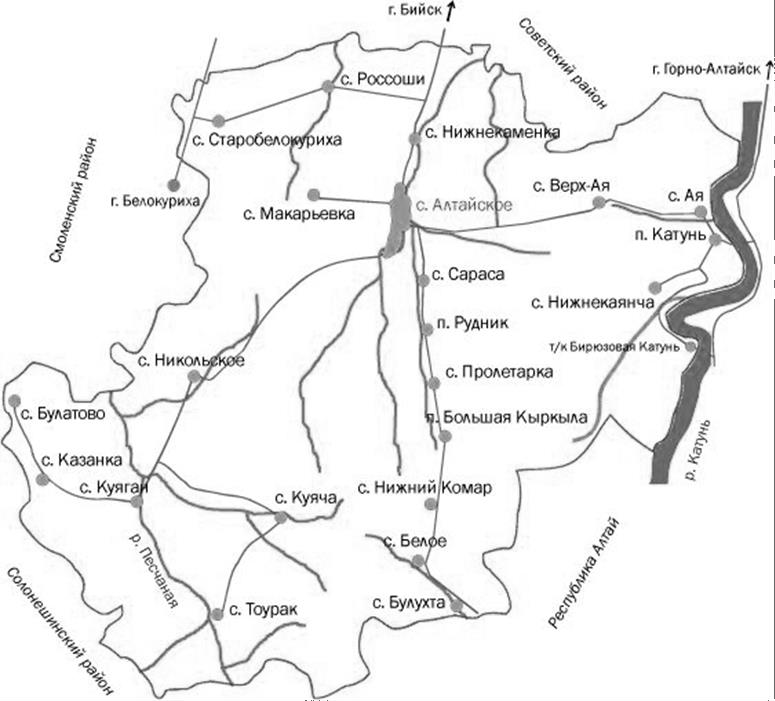 г. Бийск
Советский район
г. Горно-Алтайск
с. Россоши
с. Старобелокуриха
с. Нижнекаменка
Смоленский район
г. Белокуриха
с. Макарьевка
с. Алтайское
с. Верх-Ая
с. Ая
п. Катунь
с. Сараса
с. Нижнекаянча
п. Рудник
т/к Бирюзовая Катунь
с. Никольское
с. Пролетарка
с. Булатово
п. Большая Кыркыла
р. Катунь
с. Казанка
с. Куяган
с. Куяча
с. Нижний Комар
р. Песчаная
с. Белое
Республика Алтай
Солонешинский район
с. Тоурак
с. Булухта